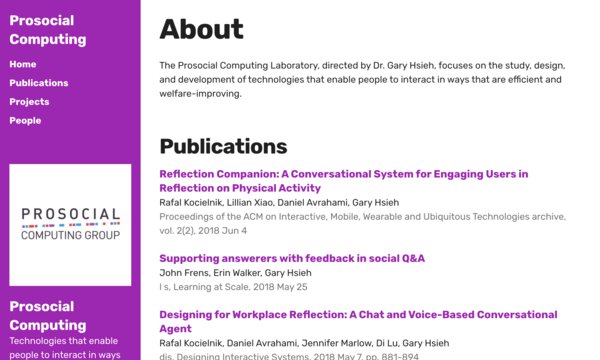 Prosocial
Computing
Home
Publications
Projects
People
PROSOCIAL
COMPUTING GROUP
Prosocial
Computing
Technologies that enable
people to interact in ways
About
The Prosocial Computing Laboratory, directed by Dr. Gary Hsieh, focuses on the study, design,
and development of technologies that enable people to interact in ways that are efficient and
welfare-improving.
Publications
Reflection Companion: A Conversational System for Engaging Users in
Reflection on Physical Activity
Rafal Kocielnik, Lillian Xiao, Daniel Avrahami, Gary Hsieh
Proceedings of the ACM on Interactive, Mobile, Wearable and Ubiquitous Technologies archive,
vol. 2(2), 2018 Jun 4
Supporting answerers with feedback in social Q&A
John Frens, Erin Walker, Gary Hsieh
l s, Learning at Scale, 2018 May 25
Designing for Workplace Reflection: A Chat and Voice-Based Conversational
Agent
Rafal Kocielnik, Daniel Avrahami, Jennifer Marlow, Di Lu, Gary Hsieh
dis, Designing Interactive Systems, 2018 May 7, pp. 881-894